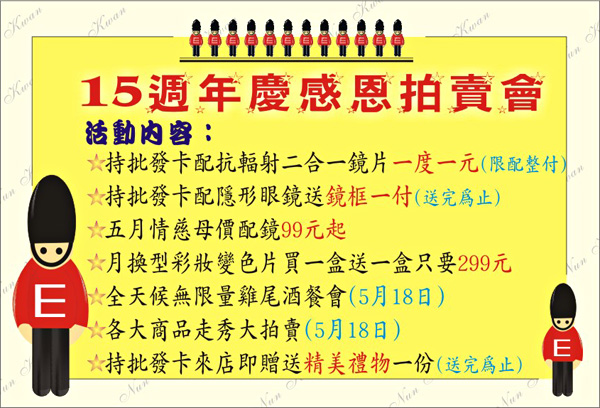 15週年慶感恩拍賣會
活動內容：
持批發卡配抗輻射二合一鏡片一度一元(限配整付)
持批發卡配隱形眼鏡送鏡框一付(送完為止)
五月情慈母價配鏡99元起
月換型彩妝變色片買一盒送一盒只要299元
全天候無限量雞尾酒餐會(5月18日)
各大商品走秀大拍賣(5月18日)
持批發卡來店即贈送精美禮物一份(送完為止)
E
E
Nun Kwan